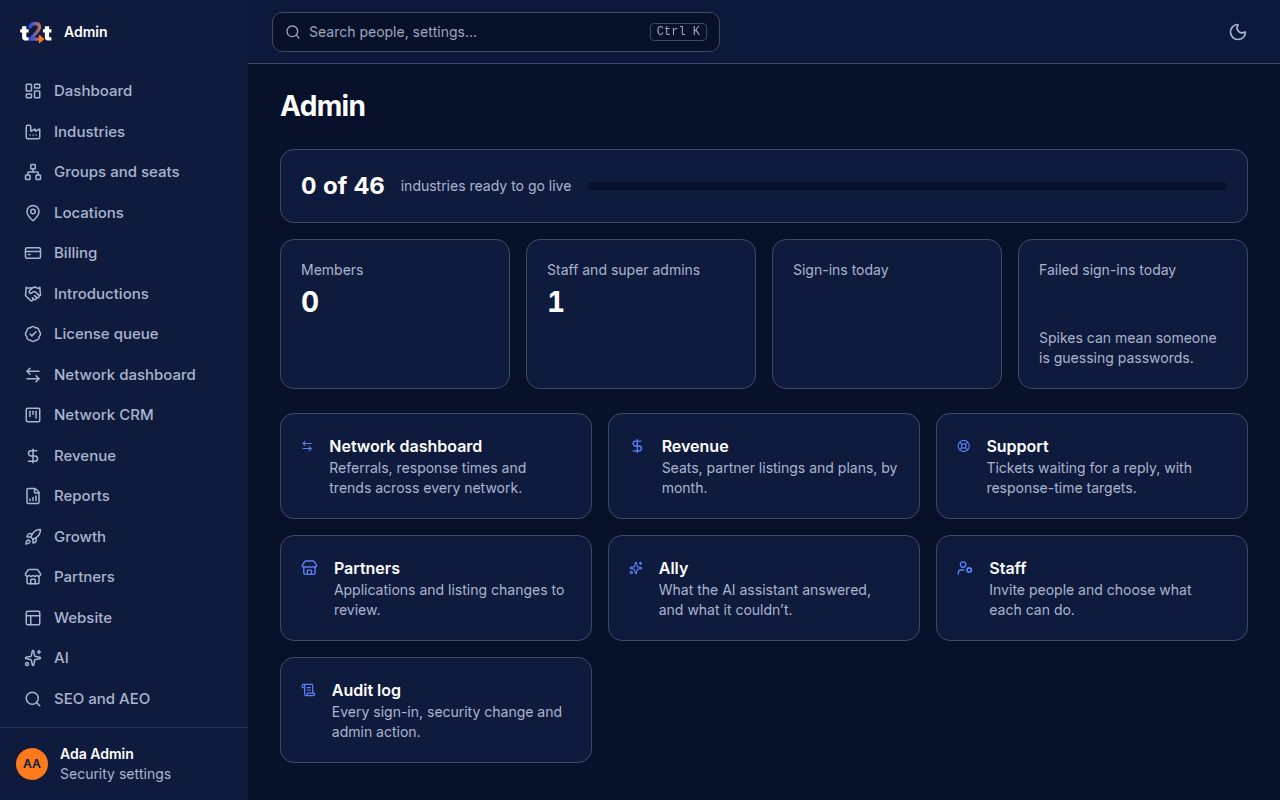 t2t Admin
Search people, settings... Ctrl K
Dashboard
Industries
Groups and seats
Locations
Billing
Introductions
License queue
Network dashboard
Network CRM
Revenue
Reports
Growth
Partners
Website
AI
SEO and AEO
AA
Ada Admin
Security settings
Admin
0 of 46 industries ready to go live
Members
0
Staff and super admins
1
Sign-ins today
Failed sign-ins today
Spikes can mean someone
is guessing passwords.
Network dashboard
Referrals, response times and
trends across every network.
Revenue
Seats, partner listings and plans, by
month.
Support
Tickets waiting for a reply, with
response-time targets.
Partners
Applications and listing changes to
review.
Ally
What the AI assistant answered,
and what it couldn’t.
Staff
Invite people and choose what
each can do.
Audit log
Every sign-in, security change and
admin action.